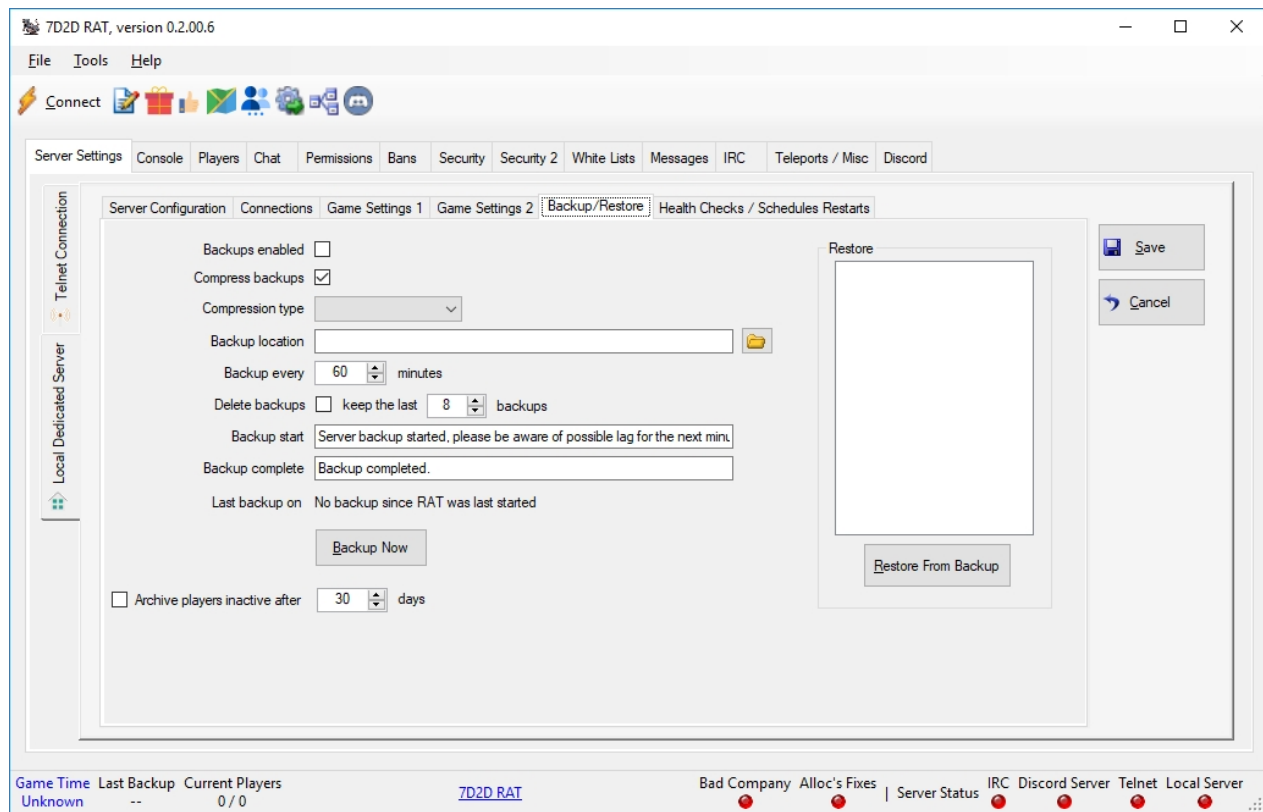 7D2D RAT, version 0.2.00.6
File Tools Help
Connect
Server Settings Console Players Chat Permissions Bans Security Security 2 White Lists Messages IRC Teleports / Misc Discord
Telnet Connection
Local Dedicated Server
Server Configuration Connections Game Settings 1 Game Settings 2 Backup/Restore Health Checks / Schedules Restarts
Backups enabled
Compress backups
Compression type
Backup location
Backup every 60 minutes
Delete backups keep the last 8 backups
Backup start Server backup started, please be aware of possible lag for the next minu
Backup complete Backup completed.
Last backup on No backup since RAT was last started
Backup Now
Archive players inactive after 30 days
Restore
Restore From Backup
Save
Cancel
Game Time Last Backup Current Players
Unknown -- 0 / 0
7D2D RAT
Bad Company Alloc's Fixes | Server Status IRC Discord Server Telnet Local Server